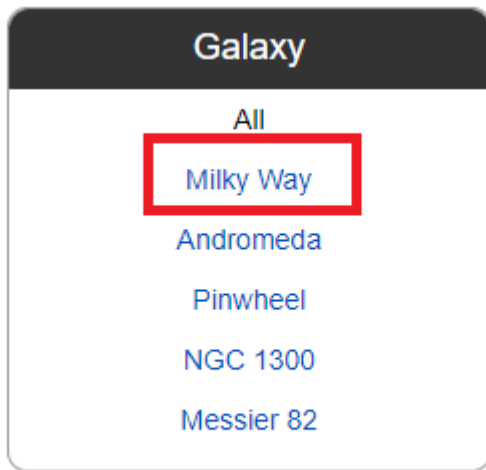 Galaxy
All
Milky Way
Andromeda
Pinwheel
NGC 1300
Messier 82